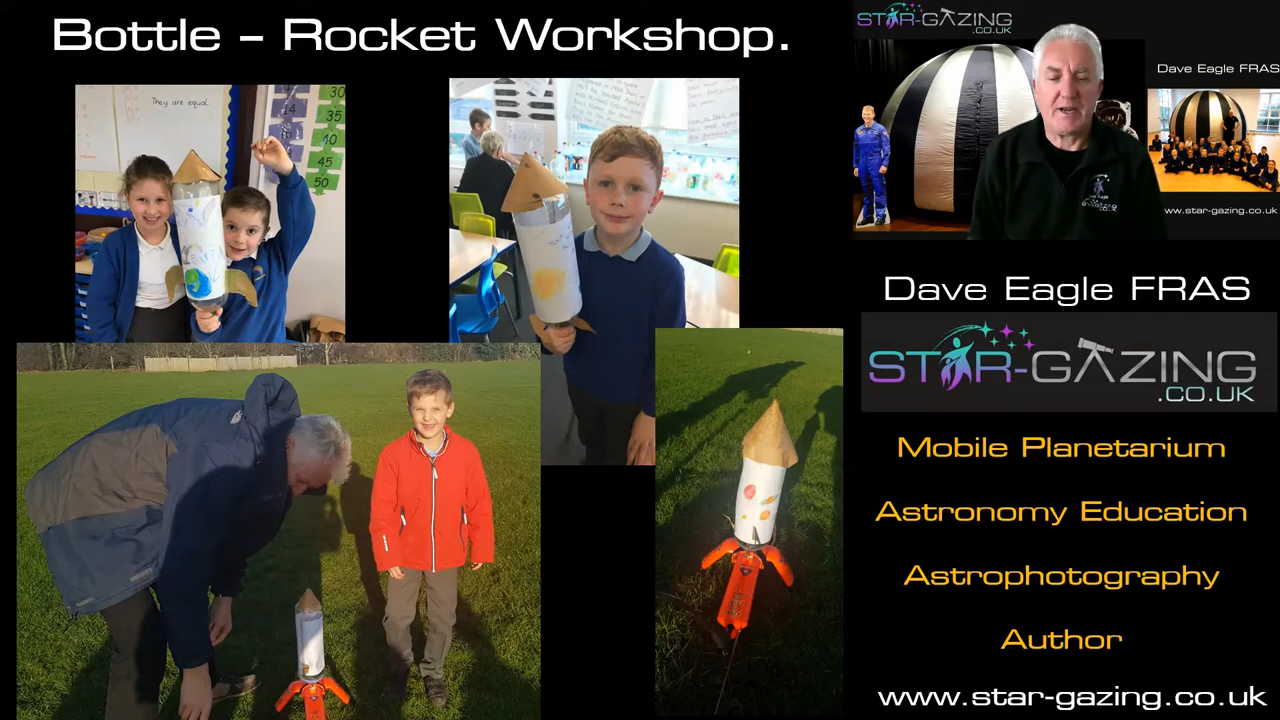 Bottle – Rocket Workshop.
They are equal.
30
35
40
45
50
STAR-GAZING
.CO.UK
Dave Eagle FRAS
www.star-gazing.co.uk
Dave Eagle FRAS
STAR-GAZING
.CO.UK
Mobile Planetarium
Astronomy Education
Astrophotography
Author
www.star-gazing.co.uk